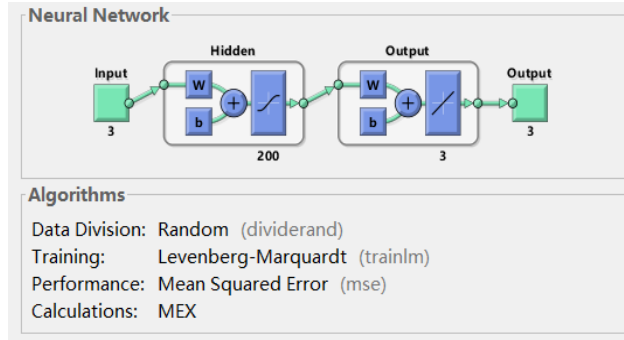 Neural Network
Hidden
Output
Input
W
b
+
W
b
+
Output
3
200
3
3
Algorithms
Data Division: Random (dividerand)
Training: Levenberg-Marquardt (trainlm)
Performance: Mean Squared Error (mse)
Calculations: MEX